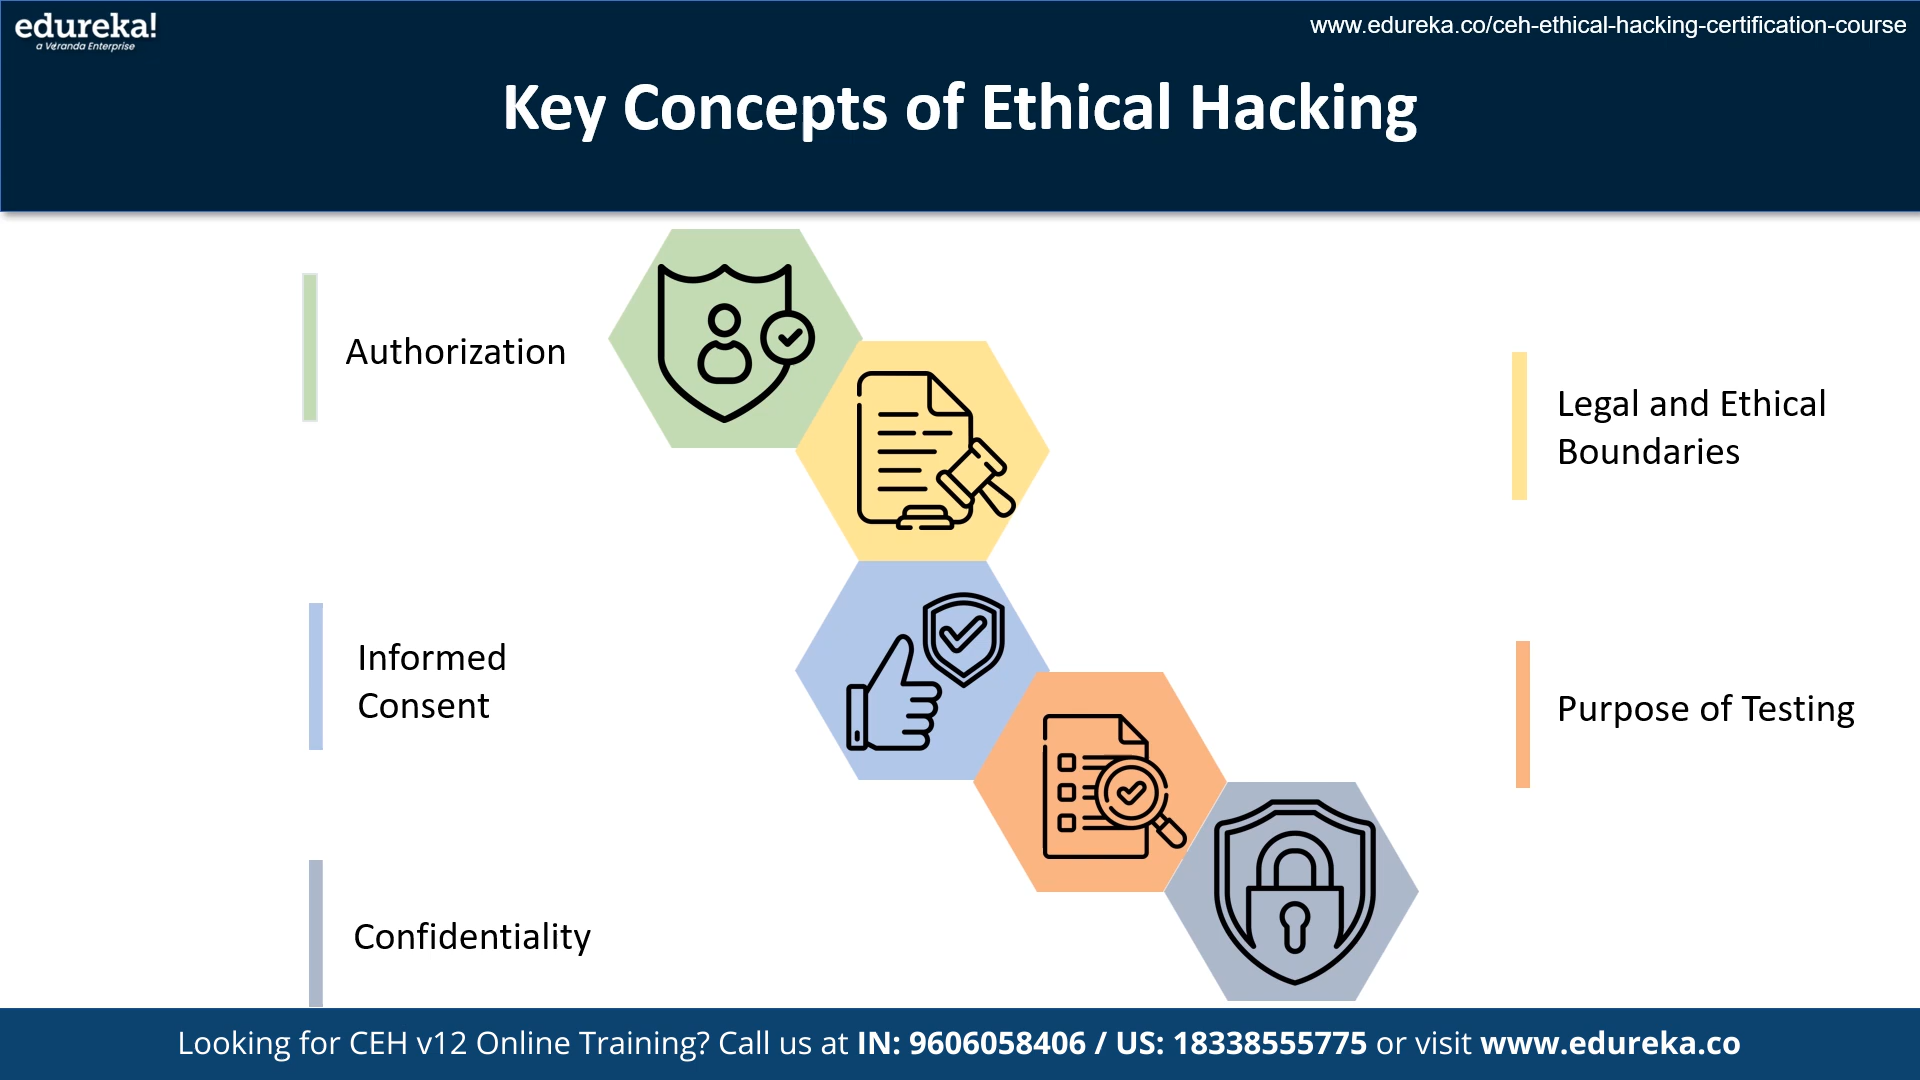 edureka!
a Veranda Enterprise
www.edureka.co/ceh-ethical-hacking-certification-course
Key Concepts of Ethical Hacking
Authorization
Legal and Ethical
Boundaries
Informed
Consent
Purpose of Testing
Confidentiality
Looking for CEH v12 Online Training? Call us at IN: 9606058406 / US: 18338555775 or visit www.edureka.co